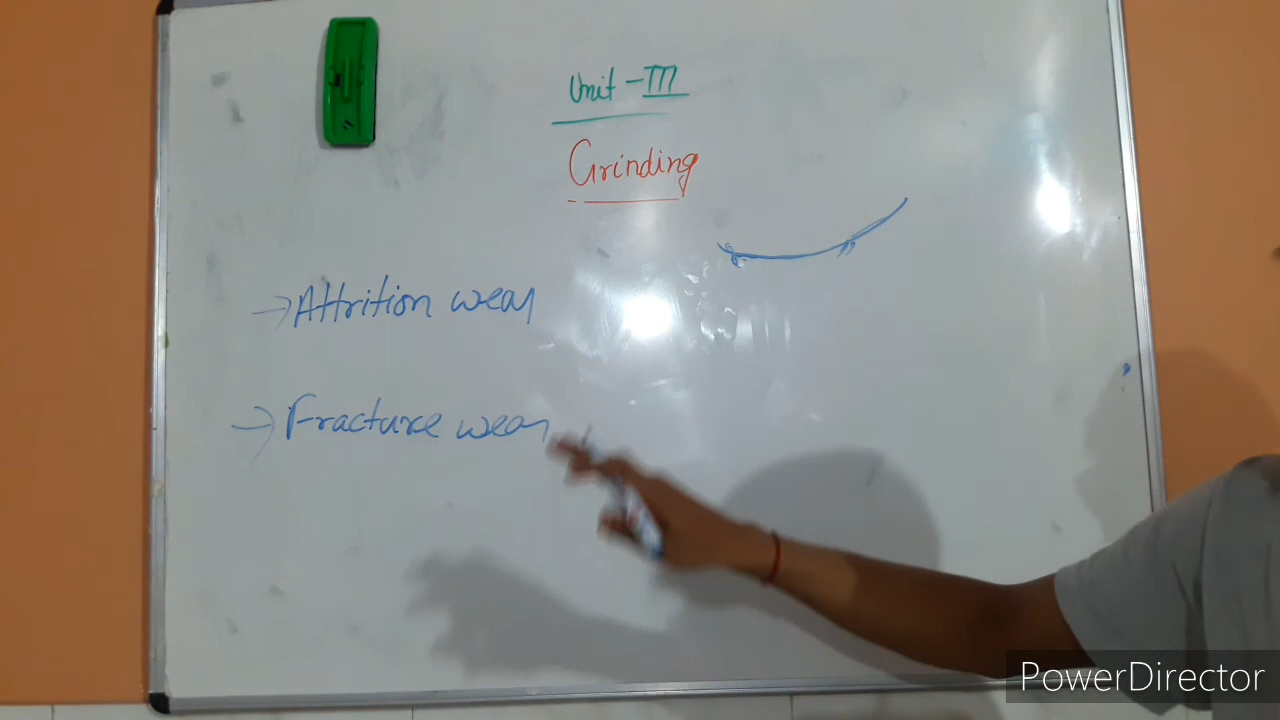 Unit - III
Grinding
→ Attrition wear
→ Fracture wear
PowerDirector